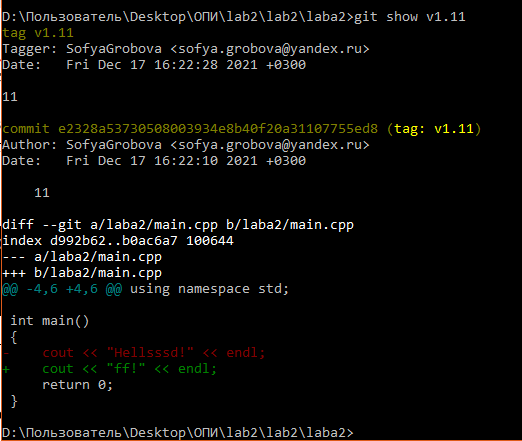 D:\Пользователь\Desktop\ОПИ\lab2\lab2\laba2>git show v1.11
tag v1.11
Tagger: SofyaGrobova <sofya.grobova@yandex.ru>
Date:   Fri Dec 17 16:22:28 2021 +0300
11
commit e2328a53730508003934e8b40f20a31107755ed8 (tag: v1.11)
Author: SofyaGrobova <sofya.grobova@yandex.ru>
Date:   Fri Dec 17 16:22:10 2021 +0300
    11
diff --git a/laba2/main.cpp b/laba2/main.cpp
index d992b62..b0ac6a7 100644
--- a/laba2/main.cpp
+++ b/laba2/main.cpp
@@ -4,6 +4,6 @@ using namespace std;
 int main()
 {
-    cout << "Hellsssd!" << endl;
+    cout << "ff!" << endl;
     return 0;
 }
D:\Пользователь\Desktop\ОПИ\lab2\lab2\laba2>